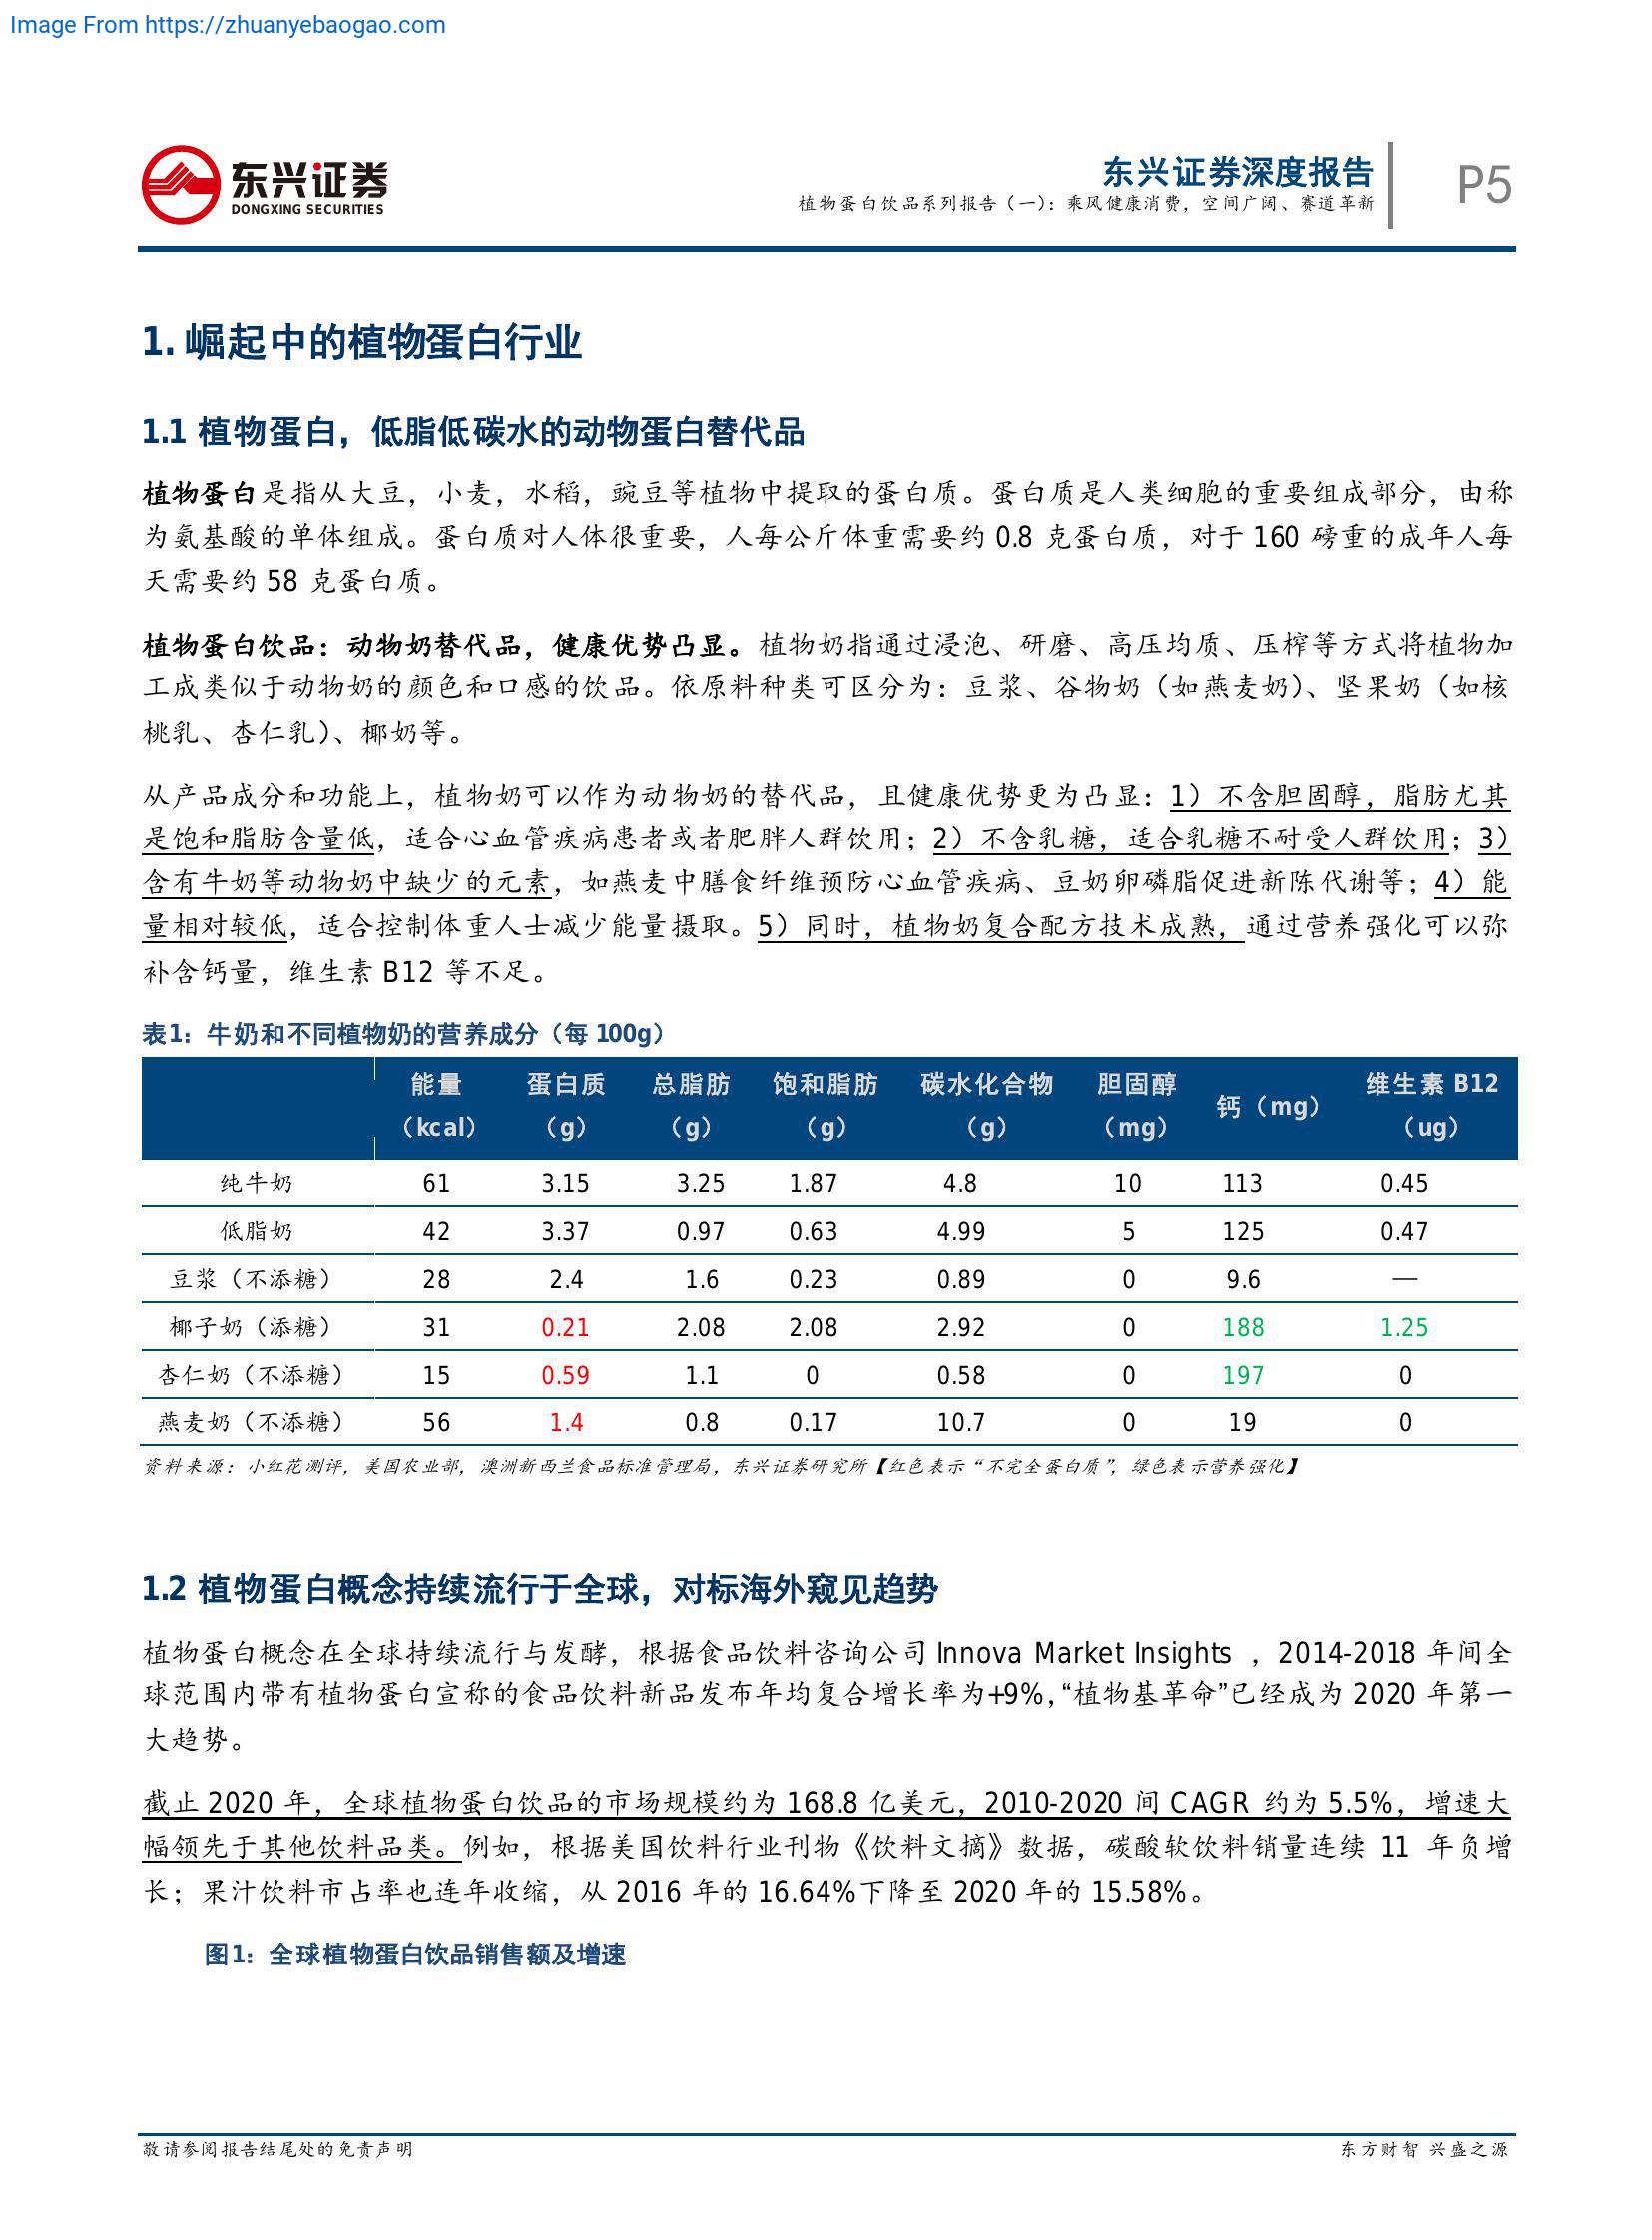 Image From https://zhuanyebaogao.com
东兴证券
DONGXING SECURITIES
东兴证券深度报告
植物蛋白饮品系列报告（一）：乘风健康消费，空间广阔、赛道革新
P5
1. 崛起中的植物蛋白行业
1.1 植物蛋白，低脂低碳水的动物蛋白替代品
植物蛋白是指从大豆，小麦，水稻，豌豆等植物中提取的蛋白质。蛋白质是人类细胞的重要组成部分，由称
为氨基酸的单体组成。蛋白质对人体很重要，人每公斤体重需要约 0.8 克蛋白质，对于 160 磅重的成年人每
天需要约 58 克蛋白质。
植物蛋白饮品：动物奶替代品，健康优势凸显。植物奶指通过浸泡、研磨、高压均质、压榨等方式将植物加
工成类似于动物奶的颜色和口感的饮品。依原料种类可区分为：豆浆、谷物奶（如燕麦奶）、坚果奶（如核
桃乳、杏仁乳）、椰奶等。
从产品成分和功能上，植物奶可以作为动物奶的替代品，且健康优势更为凸显：1）不含胆固醇，脂肪尤其
是饱和脂肪含量低，适合心血管疾病患者或者肥胖人群饮用；2）不含乳糖，适合乳糖不耐受人群饮用；3）
含有牛奶等动物奶中缺少的元素，如燕麦中膳食纤维预防心血管疾病、豆奶卵磷脂促进新陈代谢等；4）能
量相对较低，适合控制体重人士减少能量摄取。5）同时，植物奶复合配方技术成熟，通过营养强化可以弥
补含钙量，维生素 B12 等不足。
表1：牛奶和不同植物奶的营养成分（每 100g）
能量 蛋白质 总脂肪 饱和脂肪 碳水化合物 胆固醇 钙（mg） 维生素 B12
（kcal） （g） （g） （g） （g） （mg） （ug）
纯牛奶 61 3.15 3.25 1.87 4.8 10 113 0.45
低脂奶 42 3.37 0.97 0.63 4.99 5 125 0.47
豆浆（不添糖） 28 2.4 1.6 0.23 0.89 0 9.6 —
椰子奶（添糖） 31 0.21 2.08 2.08 2.92 0 188 1.25
杏仁奶（不添糖） 15 0.59 1.1 0 0.58 0 197 0
燕麦奶（不添糖） 56 1.4 0.8 0.17 10.7 0 19 0
资料来源：小红花测评，美国农业部，澳洲新西兰食品标准管理局，东兴证券研究所【红色表示“不完全蛋白质”，绿色表示营养强化】
1.2 植物蛋白概念持续流行于全球，对标海外窥见趋势
植物蛋白概念在全球持续流行与发酵，根据食品饮料咨询公司 Innova Market Insights ，2014-2018 年间全
球范围内带有植物蛋白宣称的食品饮料新品发布年均复合增长率为+9%，“植物基革命”已经成为 2020 年第一
大趋势。
截止 2020 年，全球植物蛋白饮品的市场规模约为 168.8 亿美元，2010-2020 间 CAGR 约为 5.5%，增速大
幅领先于其他饮料品类。例如，根据美国饮料行业刊物《饮料文摘》数据，碳酸软饮料销量连续 11 年负增
长；果汁饮料市占率也连年收缩，从 2016 年的 16.64%下降至 2020 年的 15.58%。
图1：全球植物蛋白饮品销售额及增速
敬请参阅报告结尾处的免责声明
东方财智 兴盛之源